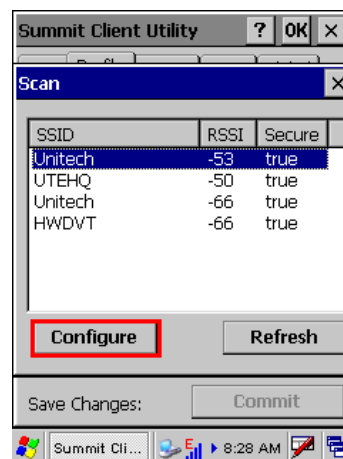 Summit Client Utility ? OK ×
Scan ×
SSID RSSI Secure
Unitech -53 true
UTEHQ -50 true
Unitech -66 true
HWDVT -66 true
Configure Refresh
Save Changes: Commit
Summit Cli... E 8:28 AM